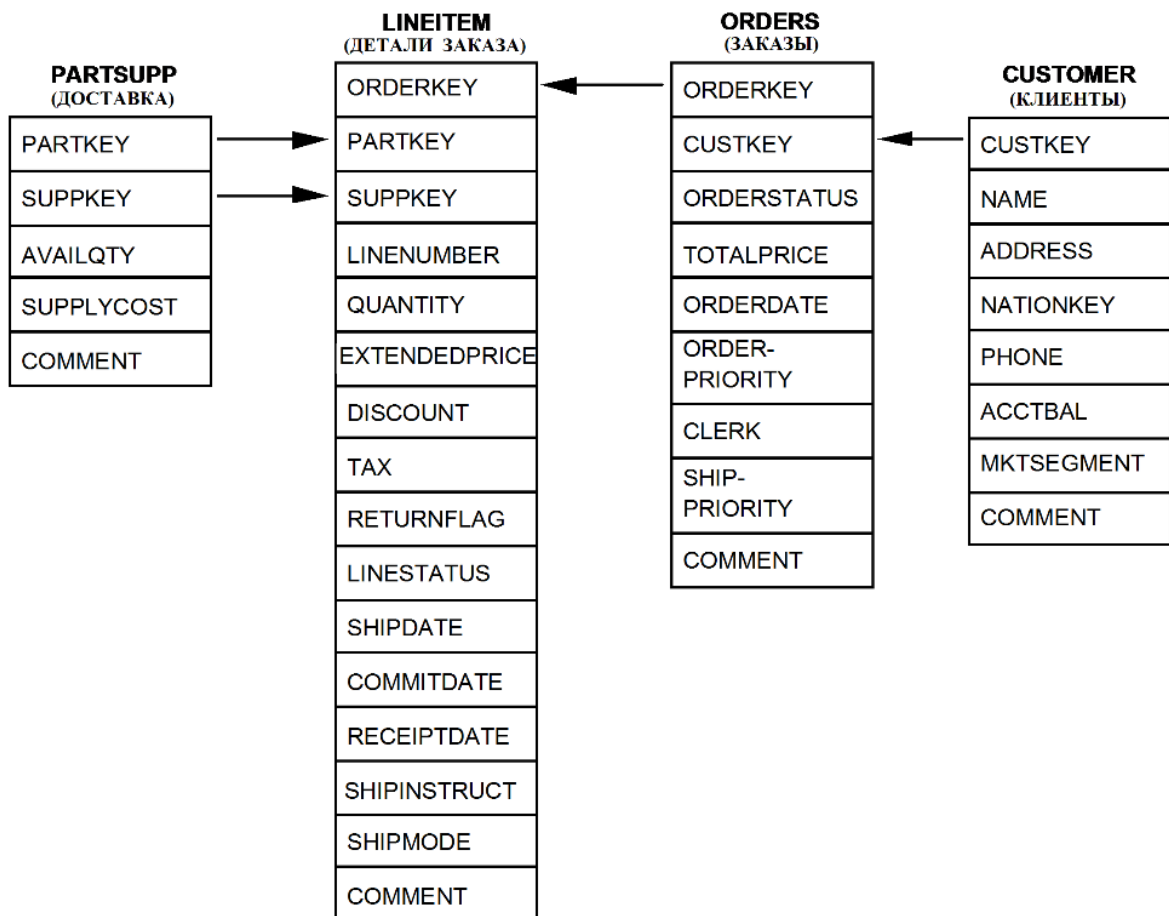 PARTSUPP
(ДОСТАВКА)
PARTKEY
SUPPKEY
AVAILQTY
SUPPLYCOST
COMMENT
LINEITEM
(ДЕТАЛИ ЗАКАЗА)
ORDERKEY
PARTKEY
SUPPKEY
LINENUMBER
QUANTITY
EXTENDEDPRICE
DISCOUNT
TAX
RETURNFLAG
LINESTATUS
SHIPDATE
COMMITDATE
RECEIPTDATE
SHIPINSTRUCT
SHIPMODE
COMMENT
ORDERS
(ЗАКАЗЫ)
ORDERKEY
CUSTKEY
ORDERSTATUS
TOTALPRICE
ORDERDATE
ORDER-
PRIORITY
CLERK
SHIP-
PRIORITY
COMMENT
CUSTOMER
(КЛИЕНТЫ)
CUSTKEY
NAME
ADDRESS
NATIONKEY
PHONE
ACCTBAL
MKTSEGMENT
COMMENT